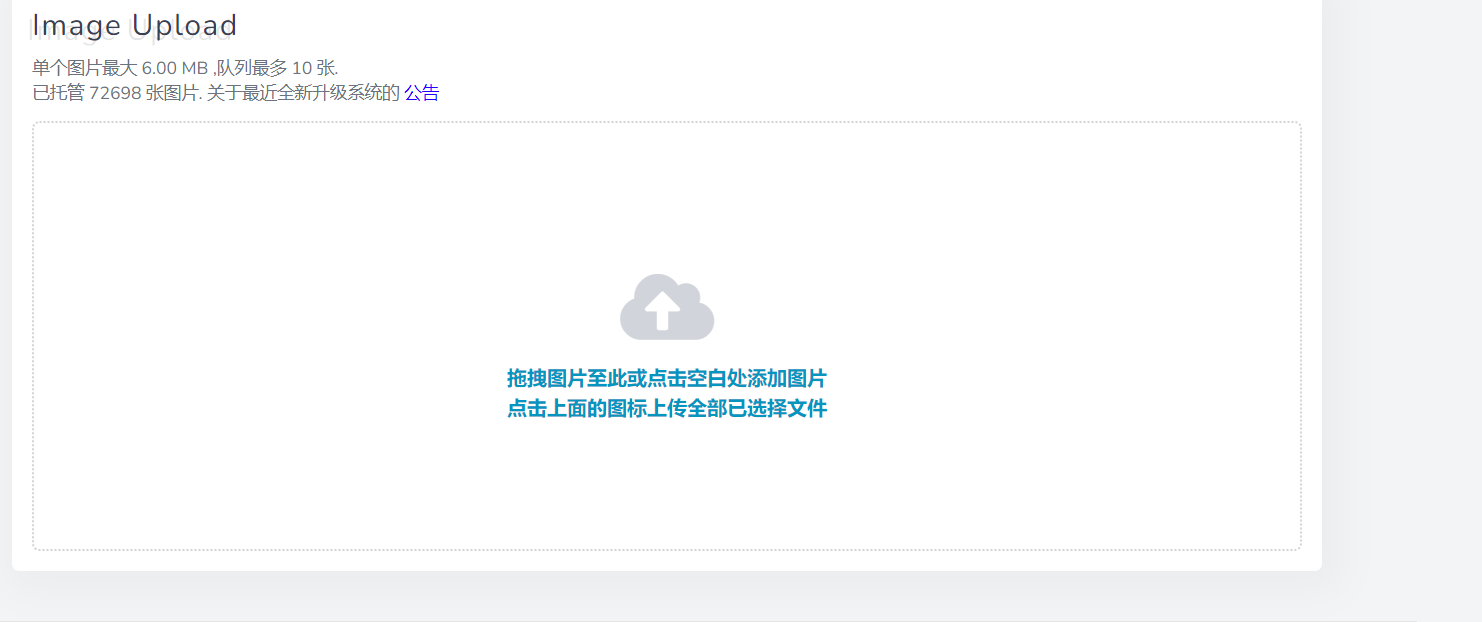 Image Upload
单个图片最大 6.00 MB ,队列最多 10 张.
已托管 72698 张图片. 关于最近全新升级系统的 公告
拖拽图片至此或点击空白处添加图片
点击上面的图标上传全部已选择文件